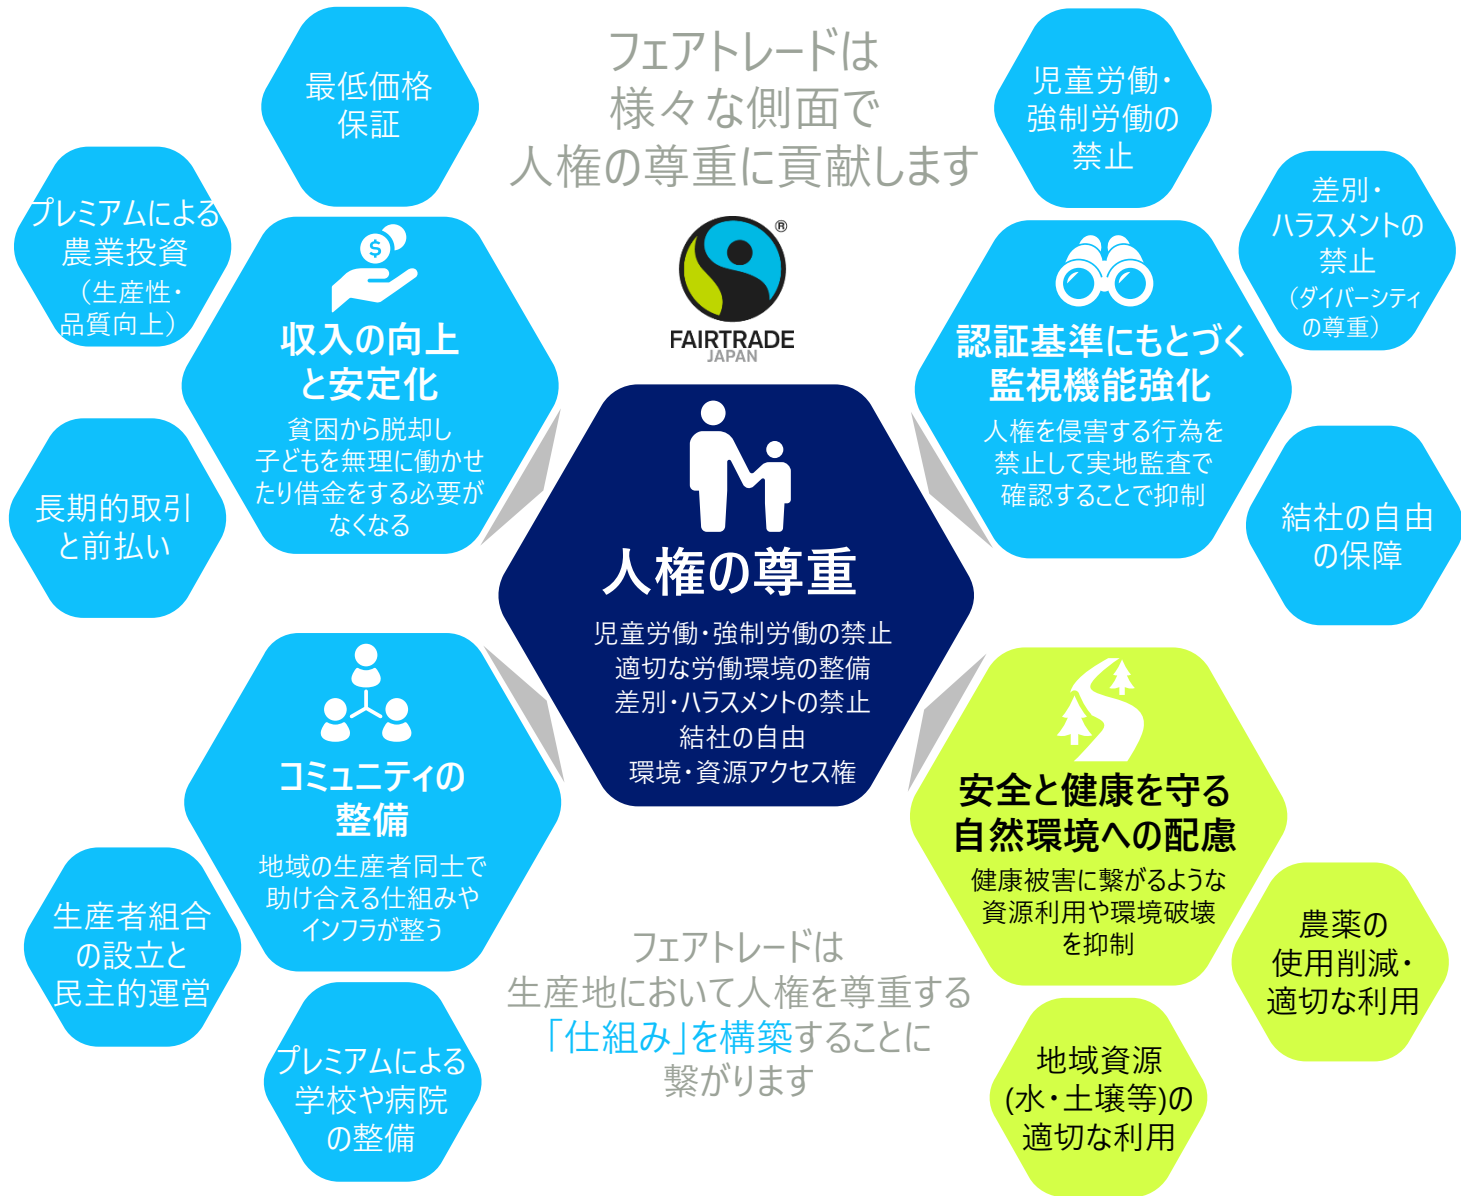 フェアトレードは
様々な側面で
人権の尊重に貢献します
®
FAIRTRADE
JAPAN
最低価格
保証
プレミアムによる
農業投資
（生産性・
品質向上）
長期的取引
と前払い
$
収入の向上
と安定化
貧困から脱却し
子どもを無理に働かせ
たり借金をする必要が
なくなる
児童労働・
強制労働の
禁止
差別・
ハラスメントの
禁止
（ダイバーシティ
の尊重）
結社の自由
の保障
認証基準にもとづく
監視機能強化
人権を侵害する行為を
禁止して実地監査で
確認することで抑制
人権の尊重
児童労働・強制労働の禁止
適切な労働環境の整備
差別・ハラスメントの禁止
結社の自由
環境・資源アクセス権
コミュニティの
整備
地域の生産者同士で
助け合える仕組みや
インフラが整う
生産者組合
の設立と
民主的運営
プレミアムによる
学校や病院
の整備
安全と健康を守る
自然環境への配慮
健康被害に繋がるような
資源利用や環境破壊
を抑制
農薬の
使用削減・
適切な利用
地域資源
(水・土壌等)の
適切な利用
フェアトレードは
生産地において人権を尊重する
「仕組み」を構築することに
繋がります